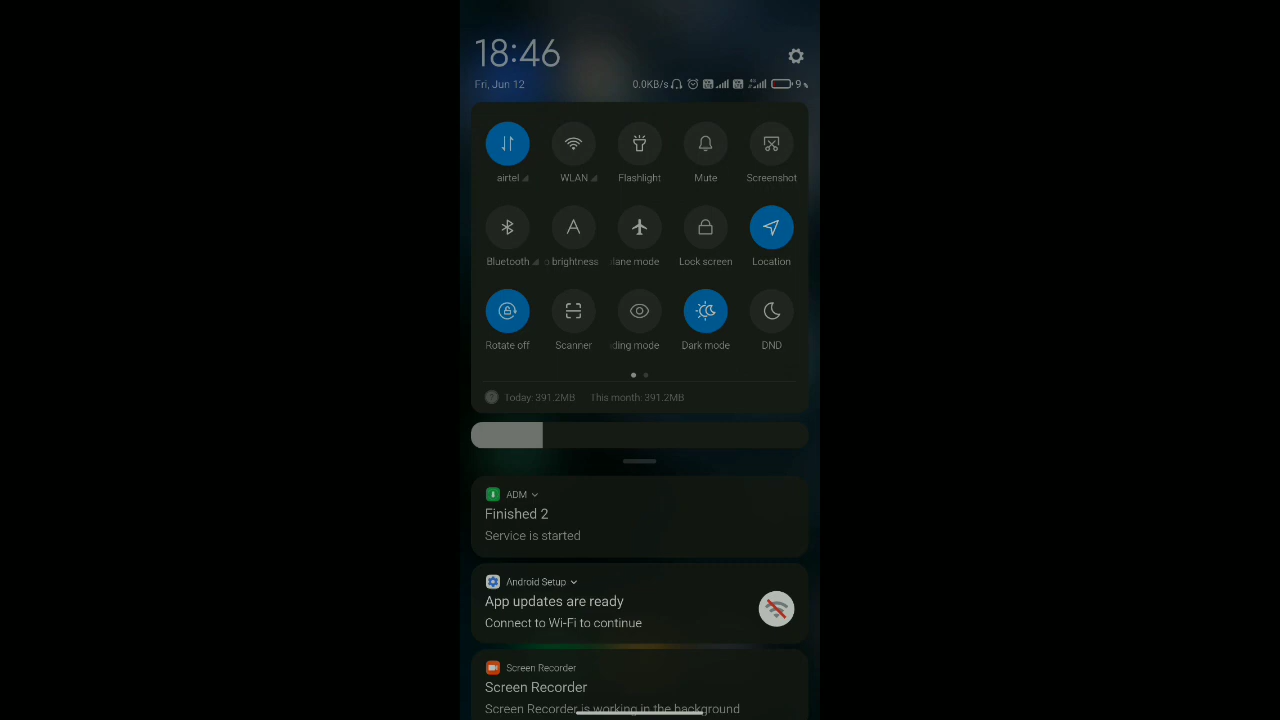 18:46
Fri, Jun 12
0.0KB/s
9
airtel
WLAN
Flashlight
Mute
Screenshot
Bluetooth
brightness
lane mode
Lock screen
Location
Rotate off
Scanner
ding mode
Dark mode
DND
Today: 391.2MB
This month: 391.2MB
ADM
Finished 2
Service is started
Android Setup
App updates are ready
Connect to Wi-Fi to continue
Screen Recorder
Screen Recorder
Screen Recorder is working in the background